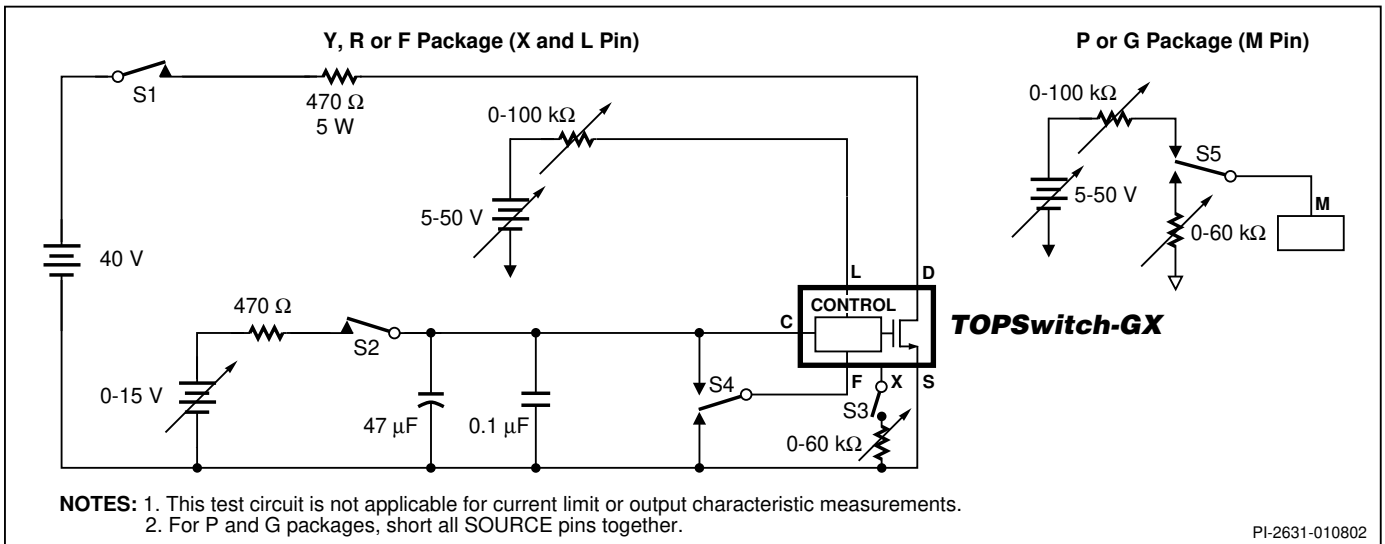 Y, R or F Package (X and L Pin)
P or G Package (M Pin)
S1
470 Ω
5 W
0-100 kΩ
5-50 V
40 V
0-100 kΩ
S5
5-50 V
0-60 kΩ
M
L
D
CONTROL
C
TOPSwitch-GX
470 Ω
S2
0-15 V
47 µF
0.1 µF
S4
F
X
S
S3
0-60 kΩ
NOTES: 1. This test circuit is not applicable for current limit or output characteristic measurements.
2. For P and G packages, short all SOURCE pins together.
PI-2631-010802